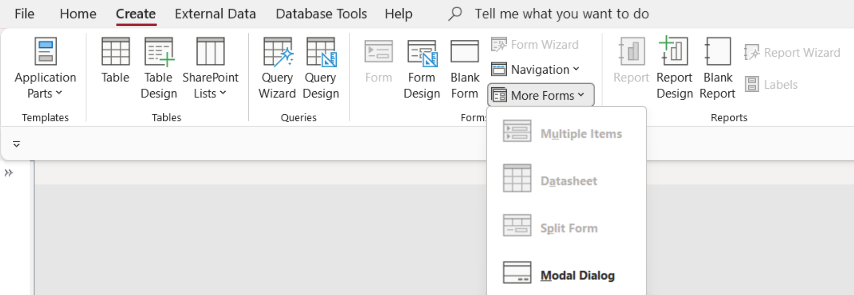 File Home Create External Data Database Tools Help Tell me what you want to do
Application Parts
Templates
Table
Table Design
SharePoint Lists
Tables
Query Wizard
Query Design
Queries
Form
Form Design
Blank Form
Form Wizard
Navigation
More Forms
Forms
Report
Report Design
Blank Report
Report Wizard
Labels
Reports
Multiple Items
Datasheet
Split Form
Modal Dialog